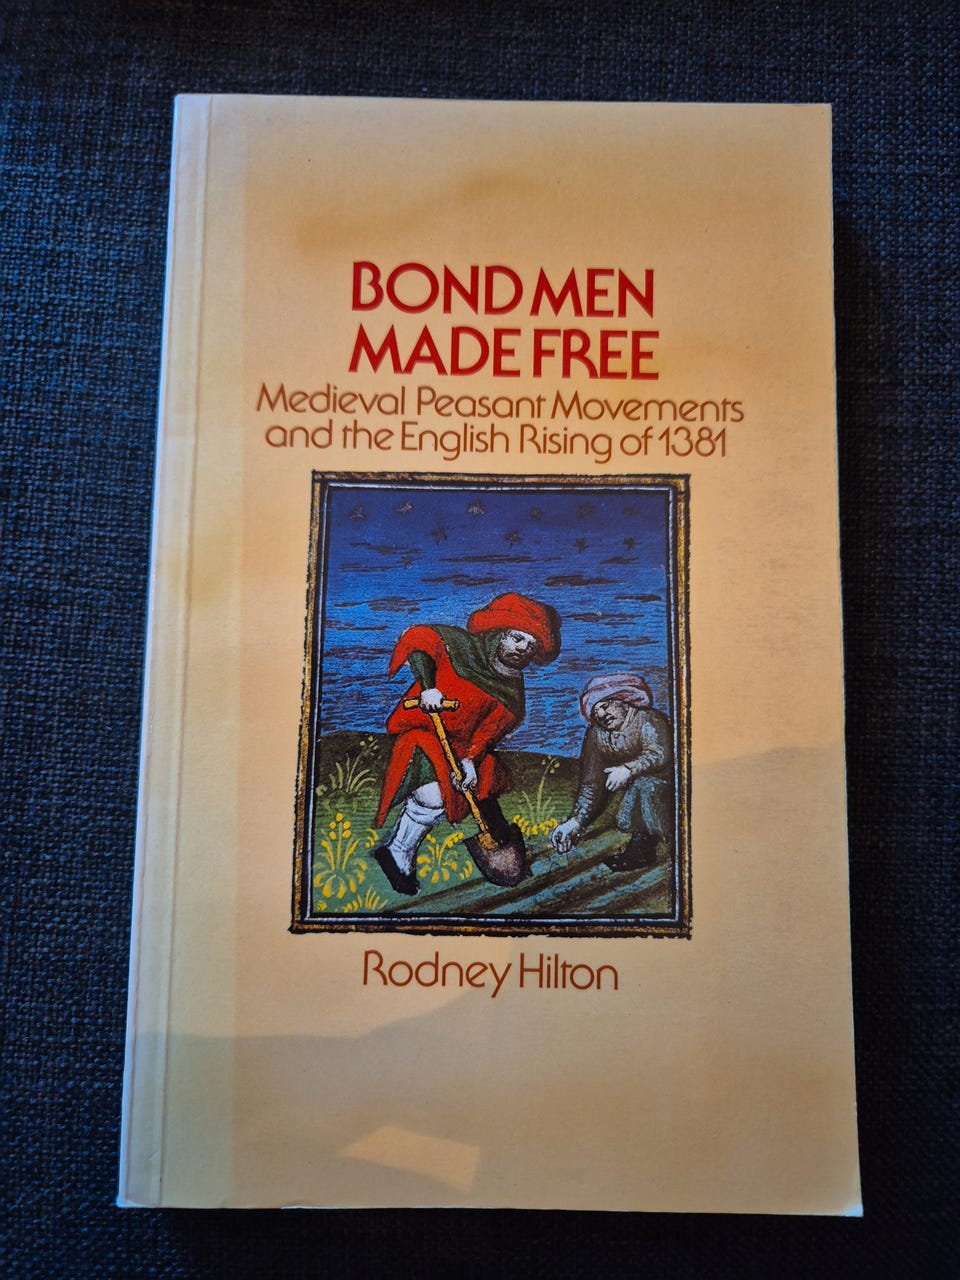 BOND MEN
MADE FREE
Medieval Peasant Movements
and the English Rising of 1381
Rodney Hilton